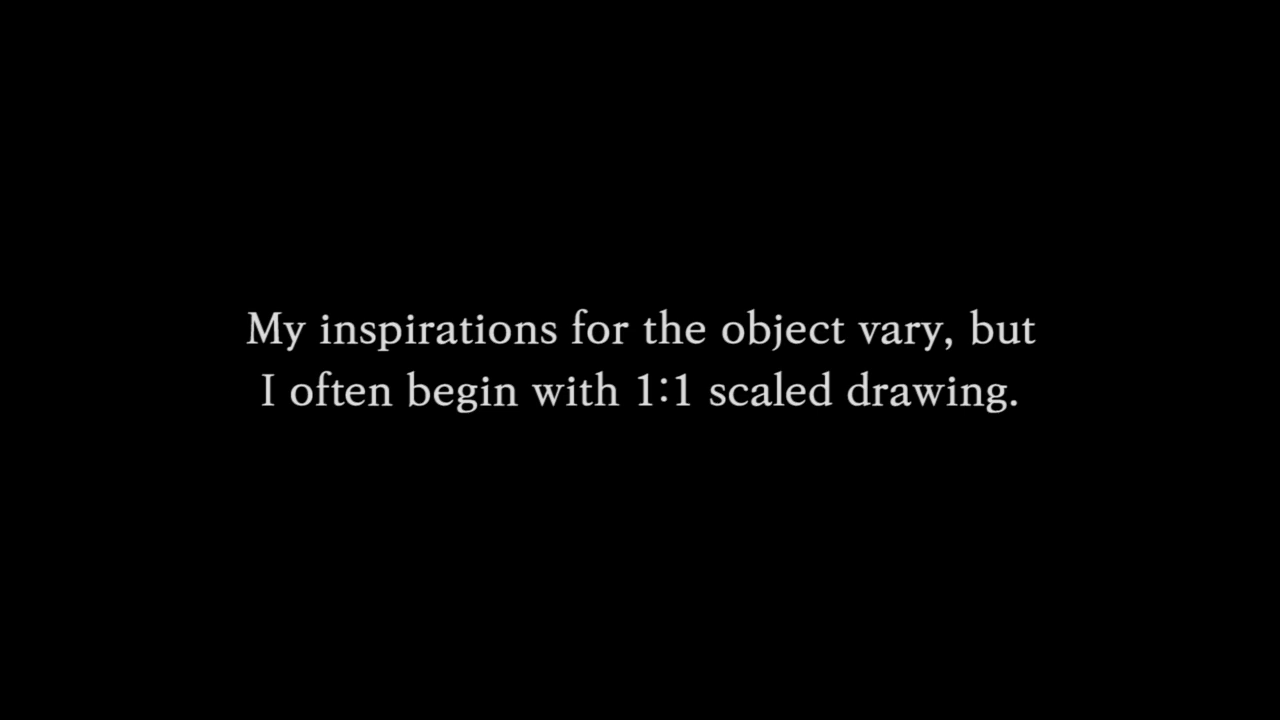 My inspirations for the object vary, but
I often begin with 1:1 scaled drawing.